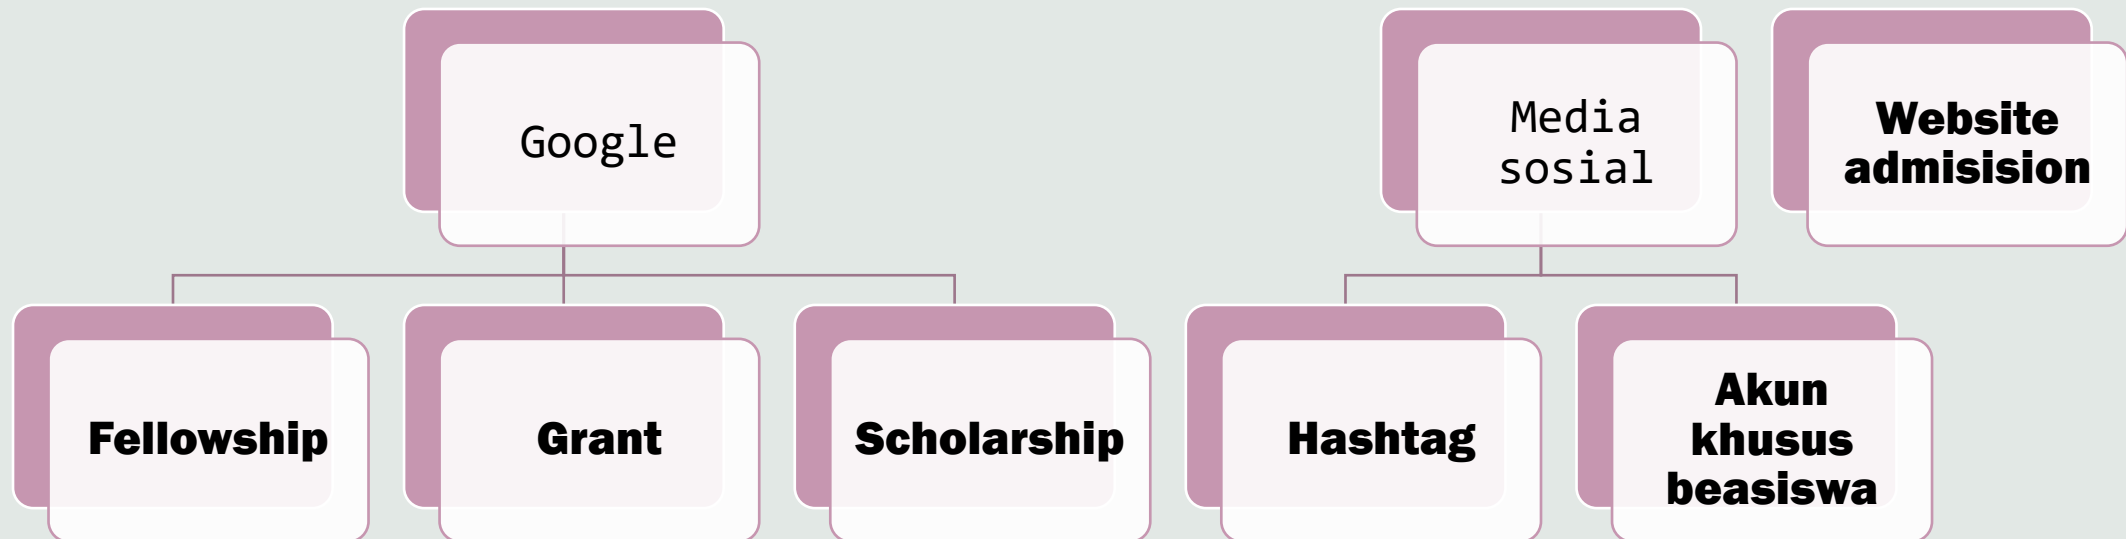 Google
Media
sosial
Website
admisision
Fellowship
Grant
Scholarship
Hashtag
Akun
khusus
beasiswa